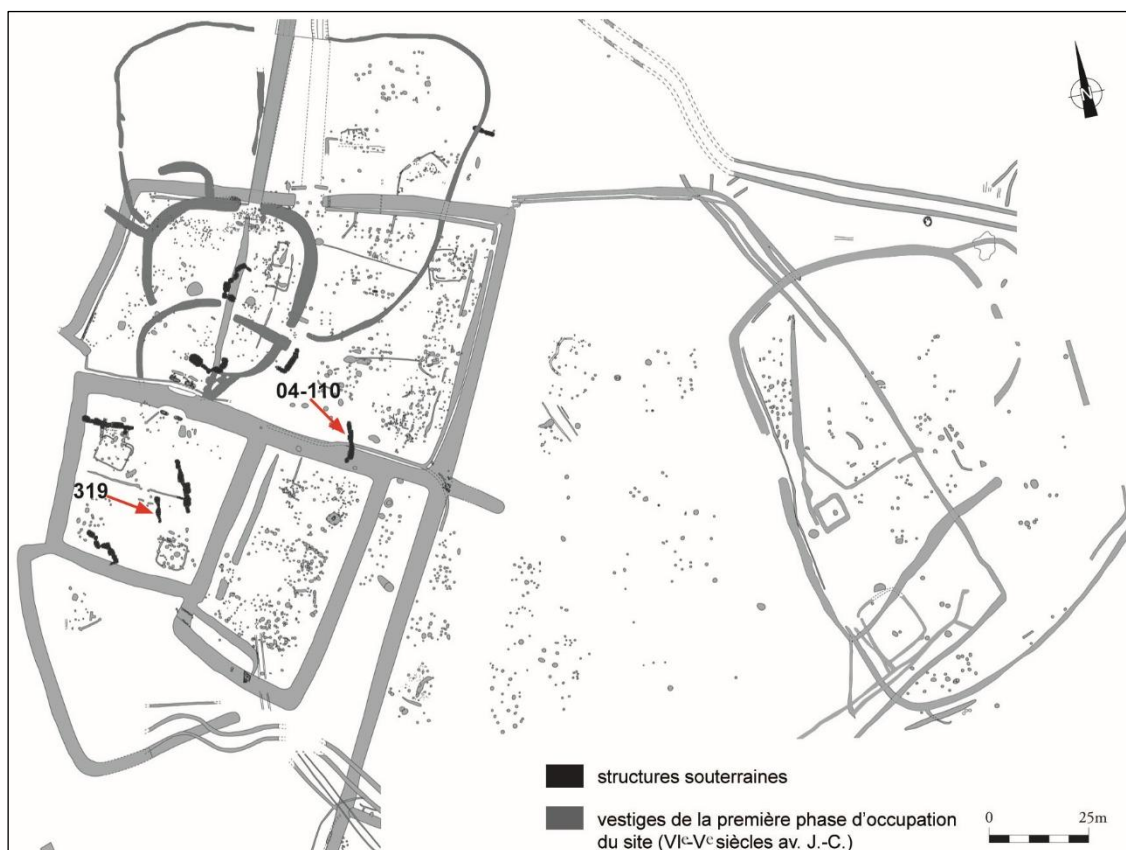 N
04-110
319
structures souterraines
vestiges de la première phase d'occupation
du site (VIe-Ve siècles av. J.-C.)
0 25m